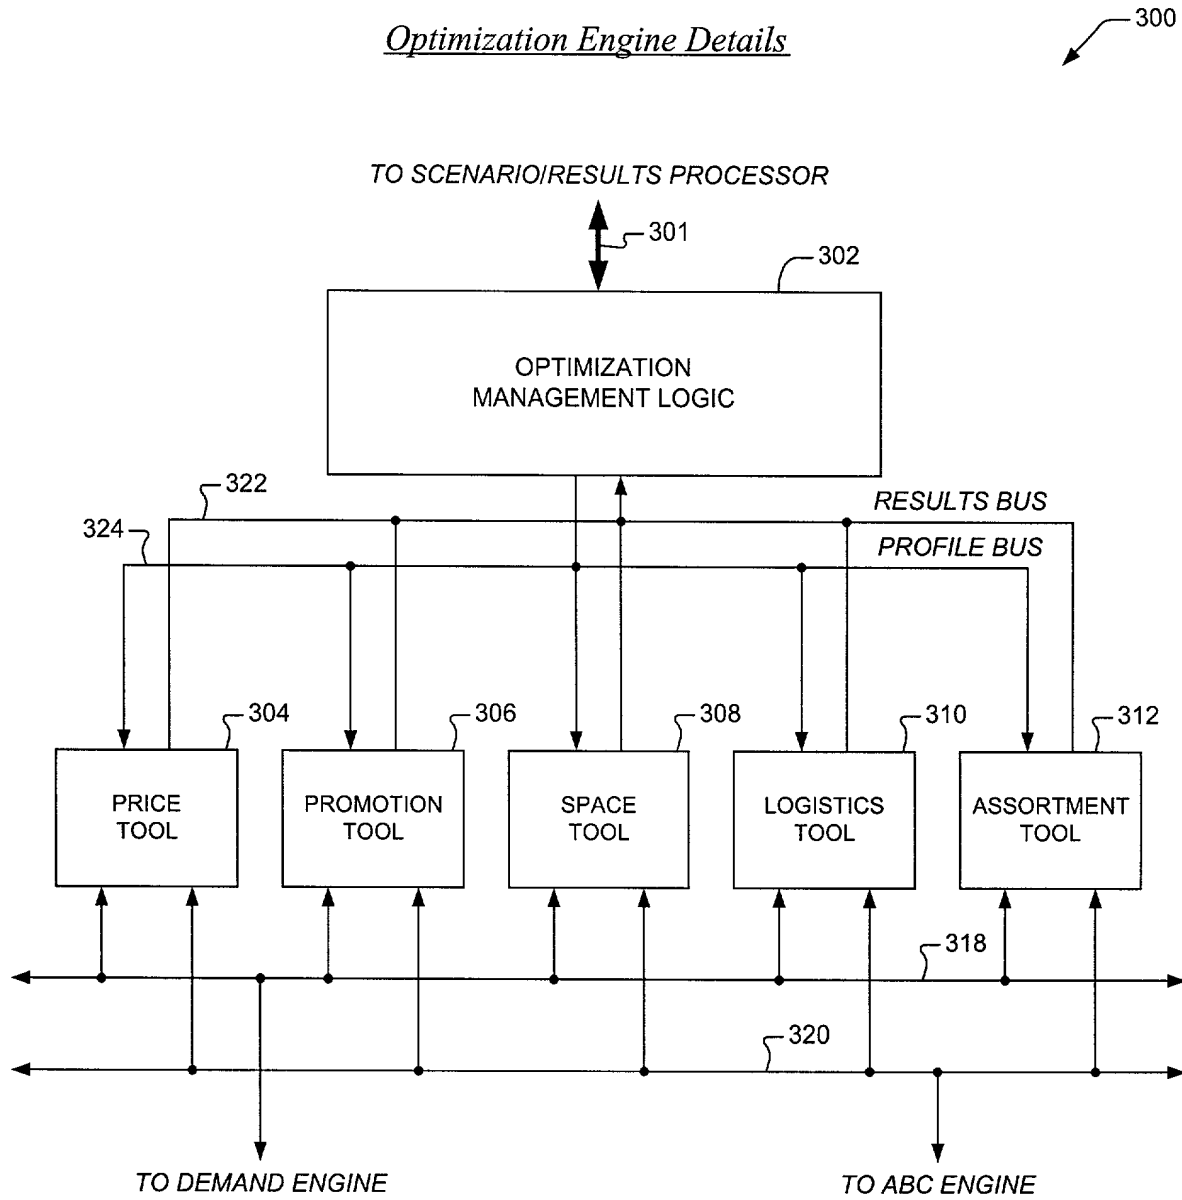 Optimization Engine Details
300
TO SCENARIO/RESULTS PROCESSOR
301
302
OPTIMIZATION
MANAGEMENT LOGIC
322
RESULTS BUS
324
PROFILE BUS
304
306
308
310
312
PRICE
TOOL
PROMOTION
TOOL
SPACE
TOOL
LOGISTICS
TOOL
ASSORTMENT
TOOL
318
320
TO DEMAND ENGINE
TO ABC ENGINE